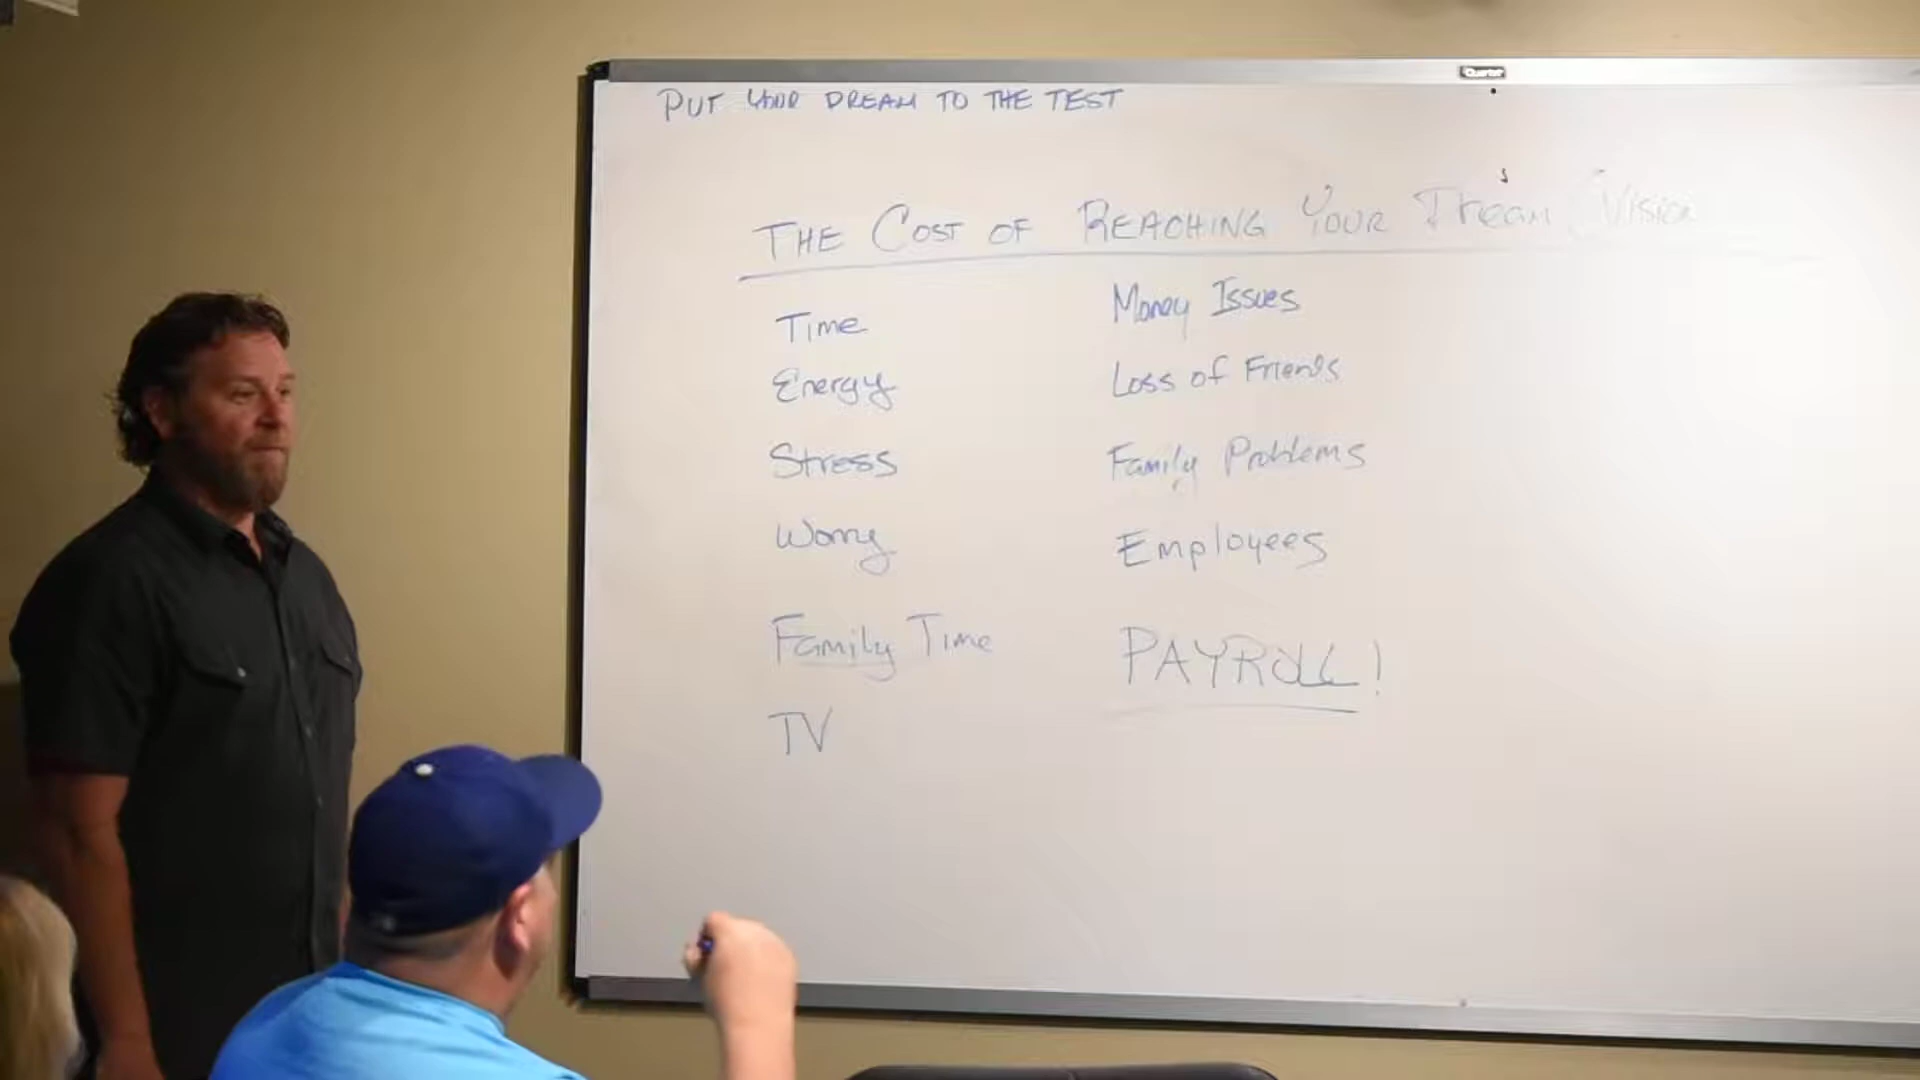 Quartet
PUT YOUR DREAM TO THE TEST
THE COST OF REACHING YOUR Dream Vision
Time
Energy
Stress
Worry
Family Time
TV
Money Issues
Loss of Friends
Family Problems
Employees
PAYROLL!